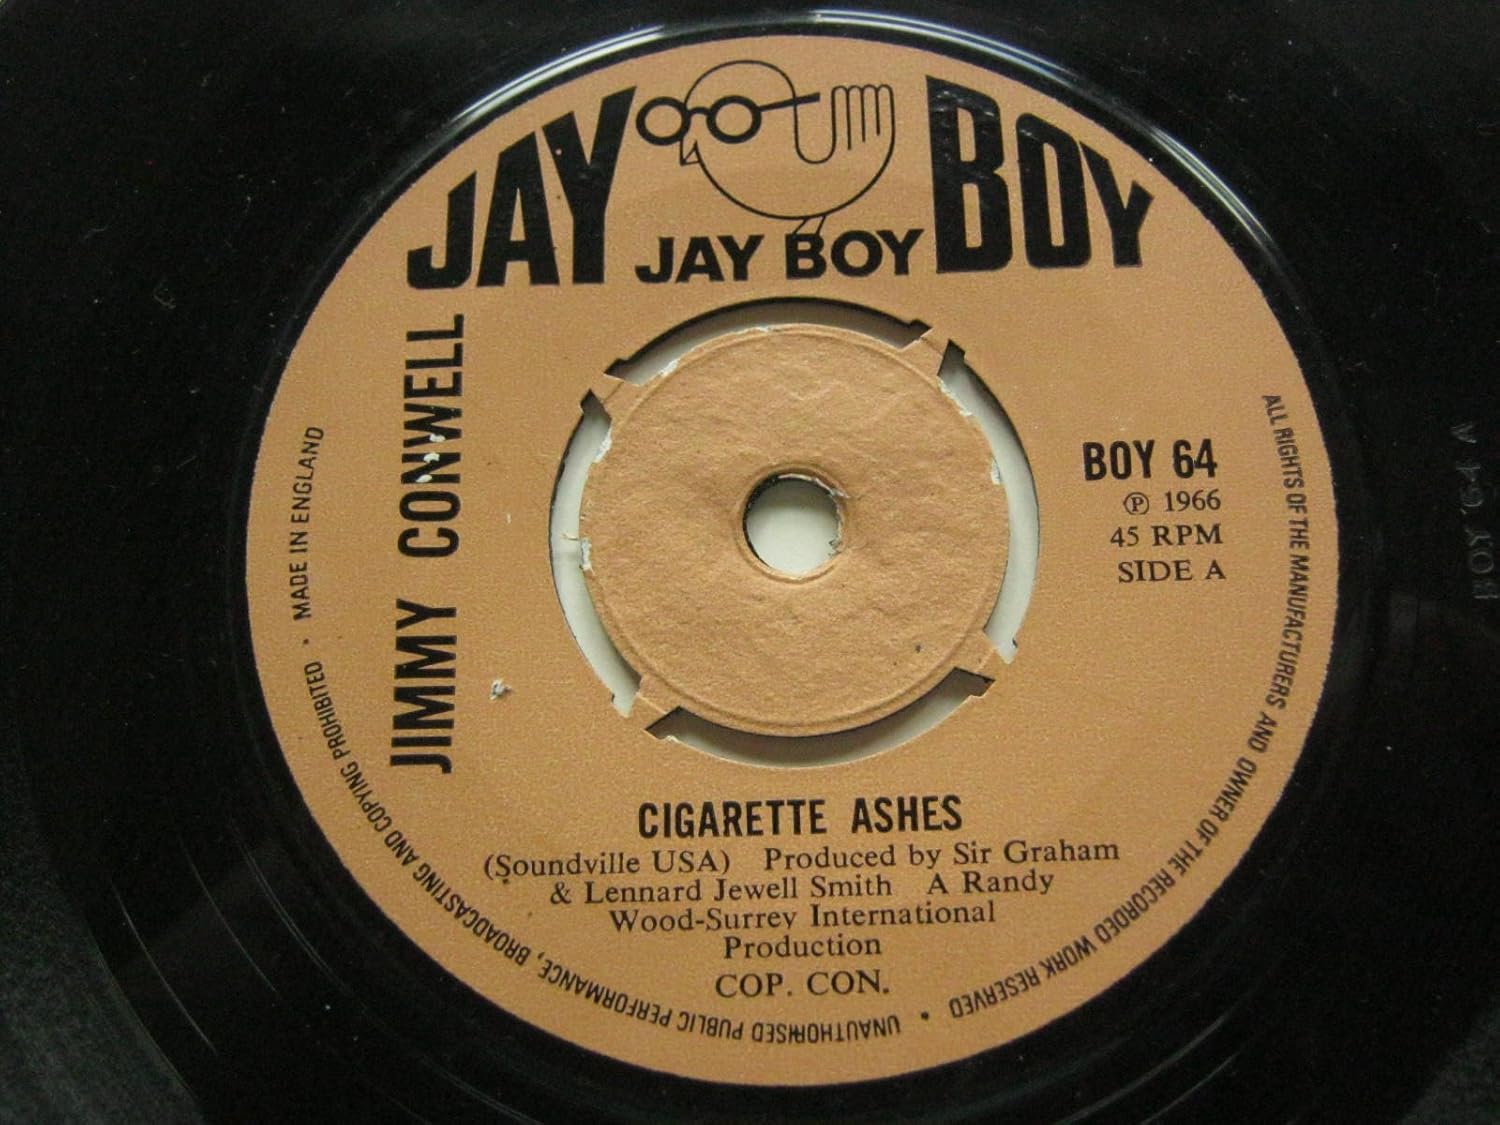 JAY BOY
JAY BOY
JIMMY CONWELL
BOY 64
℗ 1966
45 RPM
SIDE A
CIGARETTE ASHES
(Soundville USA) Produced by Sir Graham
& Lennard Jewell Smith A Randy
Wood-Surrey International
Production
COP. CON.
ALL RIGHTS OF THE MANUFACTURERS AND OWNER OF THE RECORDED WORK RESERVED • UNAUTHORISED PUBLIC PERFORMANCE, BROADCASTING AND COPYING PROHIBITED • MADE IN ENGLAND
BOY.64.A